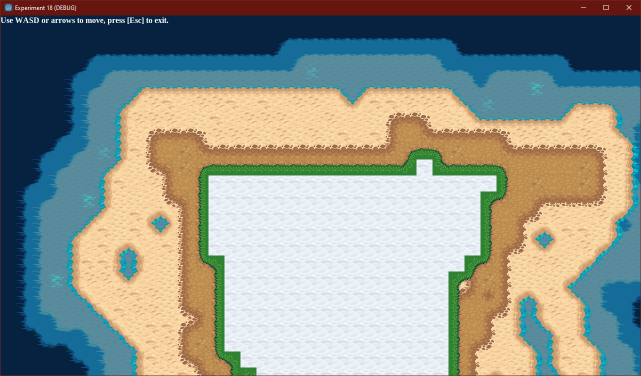 Experiment 18 (DEBUG)
Use WASD or arrows to move, press [Esc] to exit.